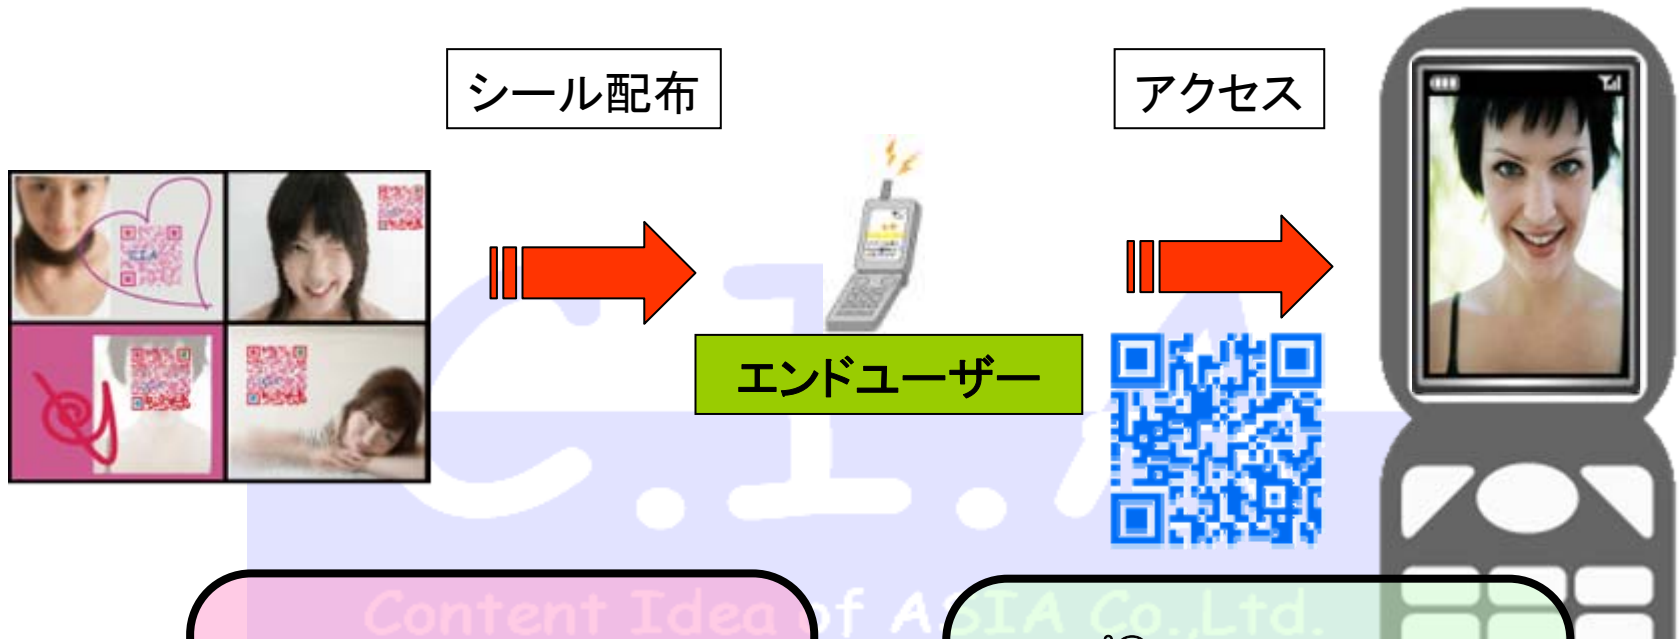 シール配布
アクセス
エンドユーザー
C.I.A
Content Idea of ASIA Co.,Ltd.